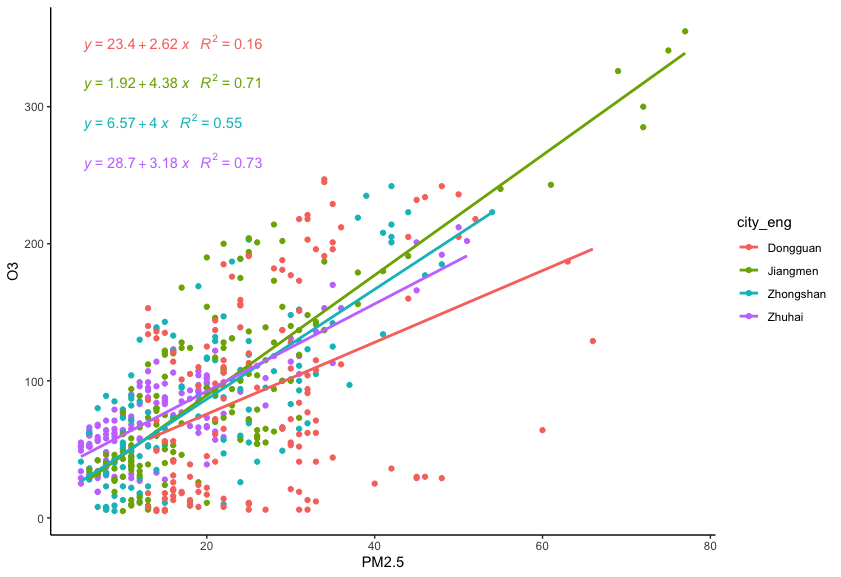 y = 23.4 + 2.62 x R² = 0.16
y = 1.92 + 4.38 x R² = 0.71
y = 6.57 + 4 x R² = 0.55
y = 28.7 + 3.18 x R² = 0.73
300
200
100
0
O3
20 40 60 80
PM2.5
city_eng
Dongguan
Jiangmen
Zhongshan
Zhuhai